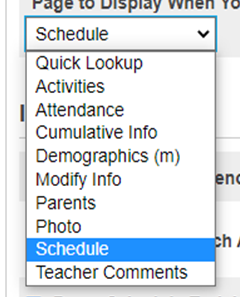 Page to Display When Yo
Schedule
Quick Lookup
Activities
Attendance
Cumulative Info
Demographics (m)
Modify Info
Parents
Photo
Schedule
Teacher Comments